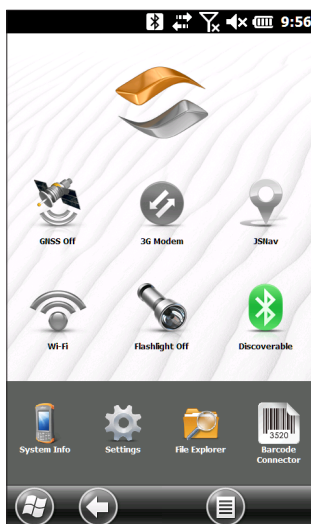 9:56
GNSS Off
3G Modem
JSNav
Wi-Fi
Flashlight Off
Discoverable
System Info
Settings
File Explorer
3520
Barcode
Connector